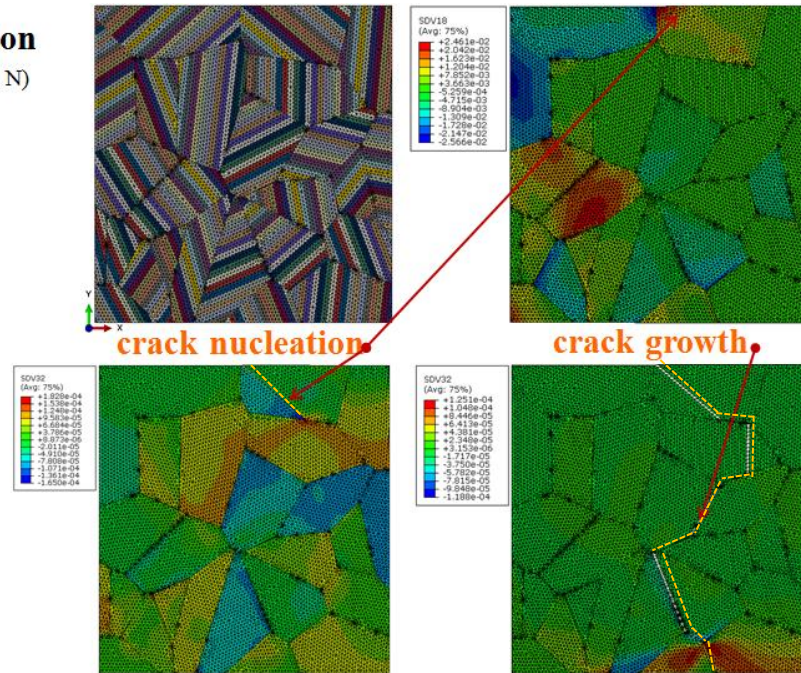 on
N)
SDV18
(Avg: 75%)
+2.461e-02
+2.042e-02
+1.623e-02
+1.204e-02
+7.852e-03
+3.663e-03
-5.259e-04
-4.715e-03
-8.904e-03
-1.309e-02
-1.728e-02
-2.147e-02
-2.566e-02
Y
X
crack nucleation
crack growth
SDV32
(Avg: 75%)
+1.828e-04
+1.538e-04
+1.248e-04
+9.583e-05
+6.684e-05
+3.786e-05
+8.873e-06
-2.011e-05
-4.910e-05
-7.808e-05
-1.071e-04
-1.361e-04
-1.650e-04
SDV32
(Avg: 75%)
+1.251e-04
+1.048e-04
+8.446e-05
+6.413e-05
+4.381e-05
+2.348e-05
+3.153e-06
-1.717e-05
-3.750e-05
-5.782e-05
-7.815e-05
-9.848e-05
-1.188e-04